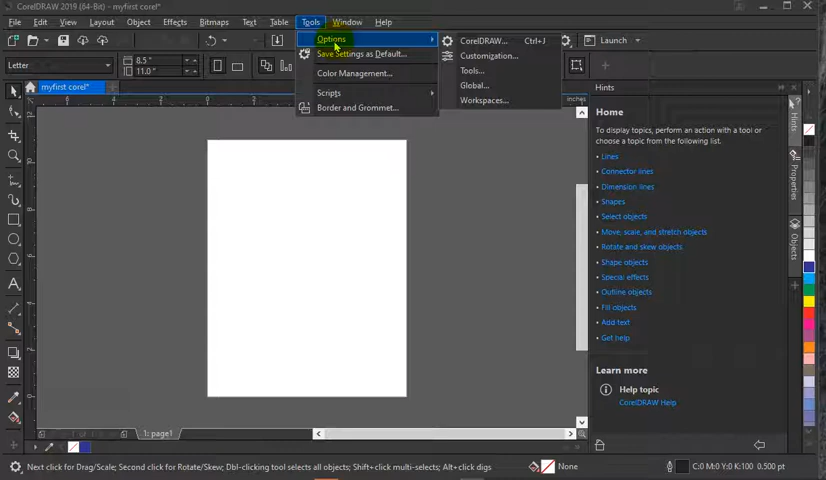 CorelDRAW 2019 (64-Bit) - myfirst corel*
File Edit View Layout Object Effects Bitmaps Text Table Tools Window Help
Options
Save Settings as Default...
Color Management...
Scripts
Border and Grommet...
CorelDRAW... Ctrl+J
Customization...
Tools...
Global...
Workspaces...
Launch
Letter
8.5 "
11.0 "
myfirst corel*
inches
Hints
Home
To display topics, perform an action with a tool or
choose a topic from the following list.
• Lines
• Connector lines
• Dimension lines
• Shapes
• Select objects
• Move, scale, and stretch objects
• Rotate and skew objects
• Shape objects
• Special effects
• Outline objects
• Fill objects
• Add text
• Get help
Learn more
Help topic
CorelDRAW Help
Hints
Properties
Objects
1: page1
Next click for Drag/Scale; Second click for Rotate/Skew; Dbl-clicking tool selects all objects; Shift+click multi-selects; Alt+click digs
None
C:0 M:0 Y:0 K:100 0.500 pt